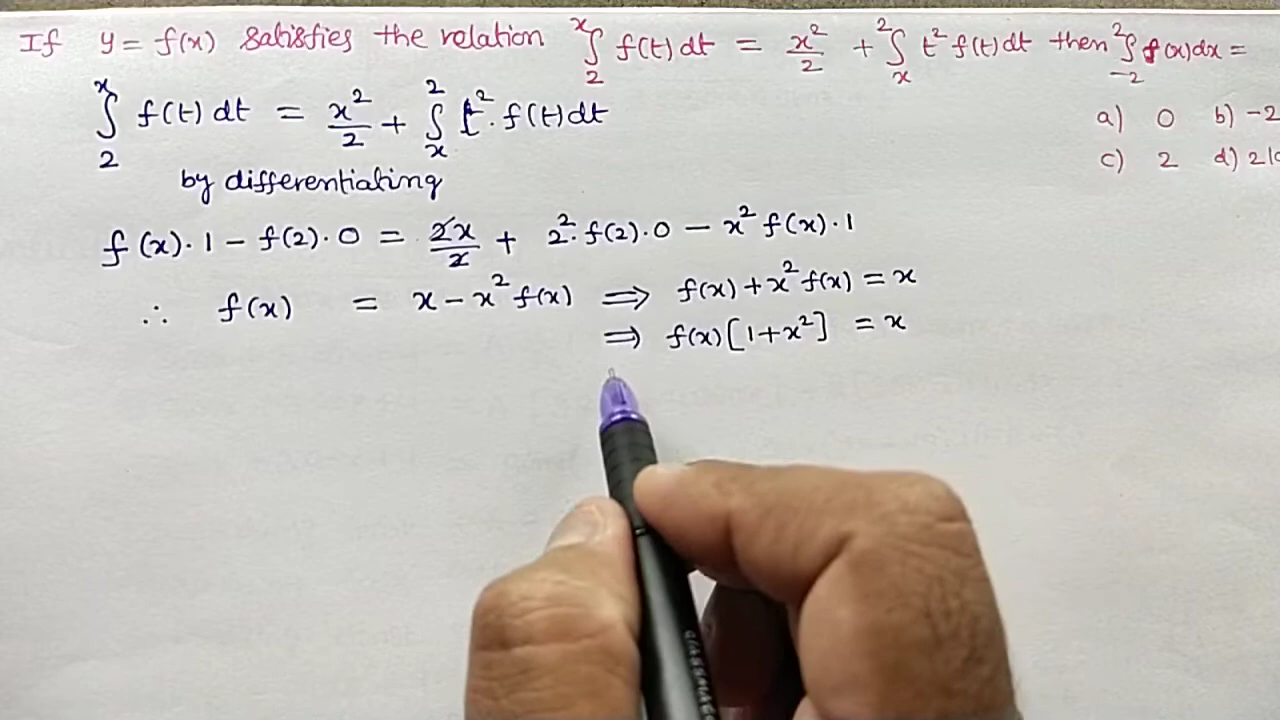 If y = f(x) satisfies the relation ∫₂ˣ f(t) dt = x²/2 + ∫ₓ² t² f(t) dt then ∫₋₂² f(x) dx =
a) 0 b) -2
c) 2 d)
∫₂ˣ f(t) dt = x²/2 + ∫ₓ² t². f(t) dt
by differentiating
f(x).1 - f(2).0 = 2x/2 + 2². f(2).0 - x² f(x).1
∴ f(x) = x - x² f(x) ⟹ f(x) + x² f(x) = x
⟹ f(x)[1+x²] = x
CLASSMATE